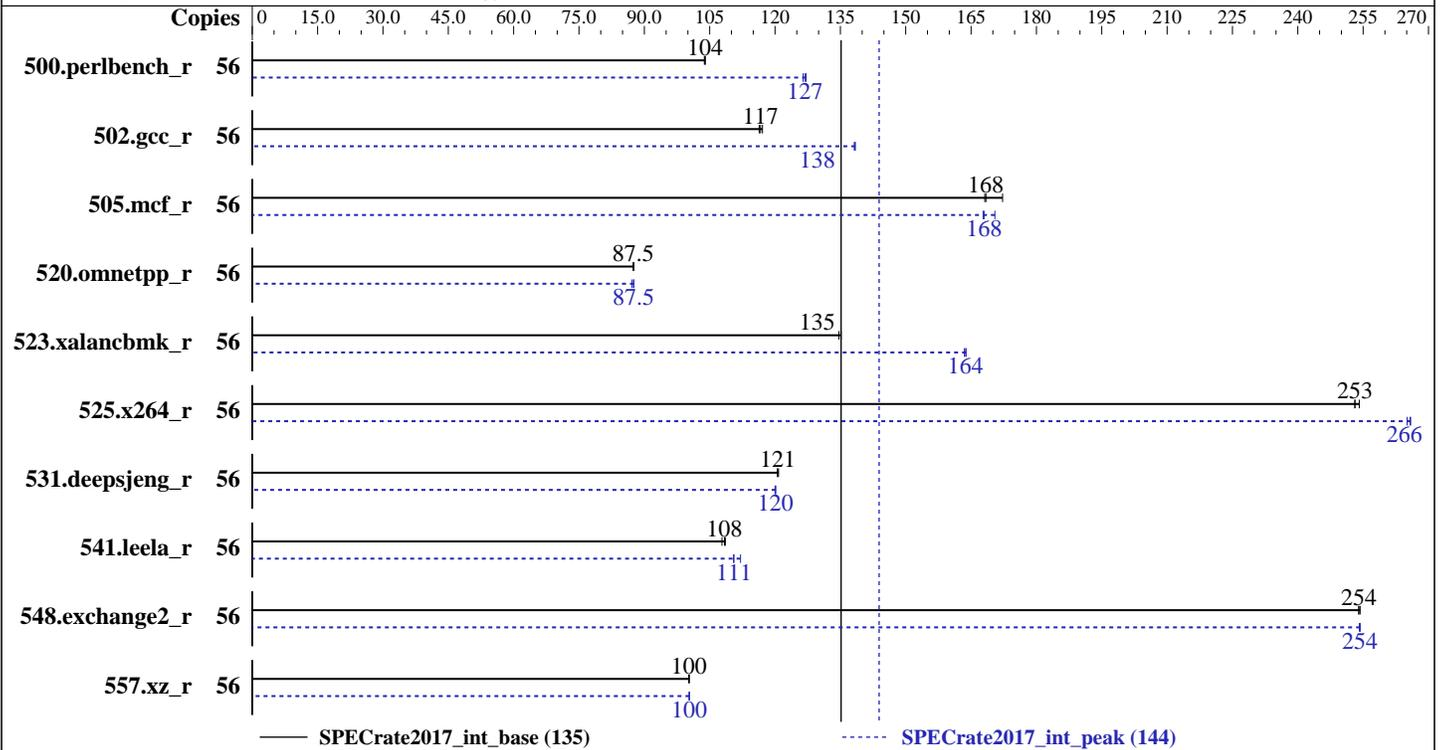 Copies 0 15.0 30.0 45.0 60.0 75.0 90.0 105 120 135 150 165 180 195 210 225 240 255 270
104
500.perlbench_r 56
127
117
502.gcc_r 56
138
168
505.mcf_r 56
168
87.5
520.omnetpp_r 56
87.5
135
523.xalancbmk_r 56
164
253
525.x264_r 56
266
121
531.deepsjeng_r 56
120
108
541.leela_r 56
111
254
548.exchange2_r 56
254
100
557.xz_r 56
100
SPECrate2017_int_base (135) SPECrate2017_int_peak (144)